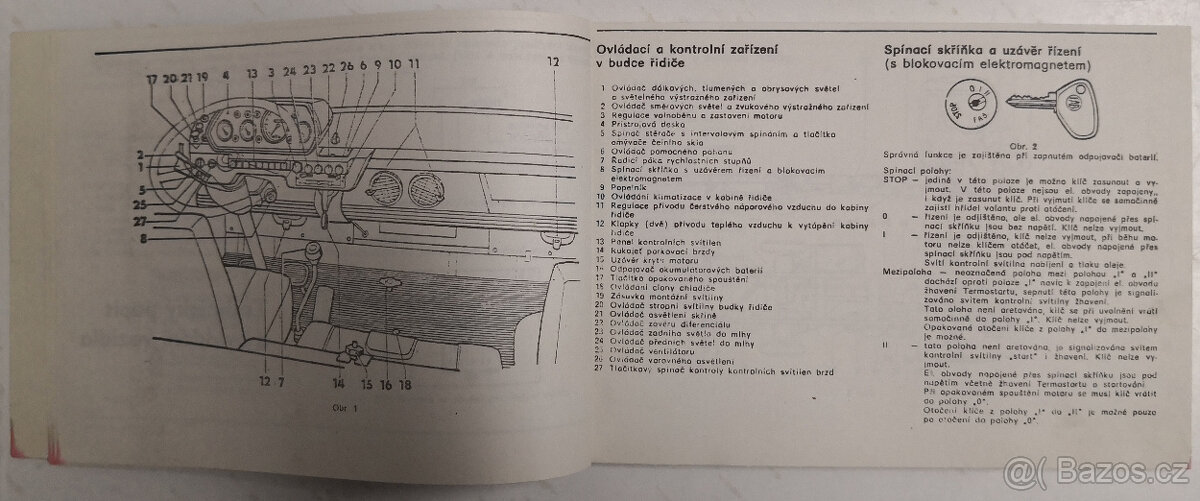 17 20 21 19 4 13 3 24 23 22 26 6 9 10 11 12
2
1
5
25
27
8
12 7 14 15 16 18
Obr 1
Ovládací a kontrolní zařízení
v budce řidiče
1 Ovladač dálkových, tlumených a obrysových světel
a světelného výstražného zařízení
2 Ovladač směrových světel a zvukového výstražného zařízení
3 Regulace volnoběhu a zastavení motoru
4 Přístrojová deska
5 Spínač stěrače s intervalovým spínáním a tlačítka
omývače čelního skla
6 Ovladač pomocného pohonu
7 Řadicí páka rychlostních stupňů
8 Spínací skříňka s uzávěrem řízení a blokovacím
elektromagnetem
9 Popelník
10 Ovládání klimatizace v kabině řidiče
11 Regulace přívodu čerstvého náporového vzduchu do kabiny
řidiče
12 Klapky (dvě) přívodu teplého vzduchu k vytápění kabiny
řidiče
13 Panel kontrolních svítilen
14 Rukojeť parkovací brzdy
15 Uzávěr krytu motoru
16 Odpojovač akumulatorových baterií
17 Tlačítko opakovaného spouštění
18 Ovládání clony chladiče
19 Zásuvka montážní svítilny
20 Ovladač stropní svítilny budky řidiče
21 Ovladač osvětlení skříně
22 Ovladač závěru diferenciálu
23 Ovladač zadního světla do mlhy
24 Ovladač předních světel do mlhy
25 Ovladač ventilátoru
26 Ovladač varovného osvětlení
27 Tlačítkový spínač kontroly kontrolních svítilen brzd
Spínací skříňka a uzávěr řízení
(s blokovacím elektromagnetem)
STOP 0 I II
PAL
Obr. 2
Správná funkce je zajištěna při zapnutém odpojovači baterií.
Spínací polohy:
STOP – jedině v této poloze je možno klíč zasunout a vy-
jmout. V této poloze nejsou el. obvody zapojeny,
i když je zasunut klíč. Při vyjmutí klíče se samočinně
zajistí hřídel volantu proti otáčení.
0 – řízení je odjištěno, ale el. obvody napojené přes spí-
nací skříňku jsou bez napětí. Klíč nelze vyjmout.
I – řízení je odjištěno, klíč nelze vyjmout, při běhu mo-
toru nelze klíčem otáčet, el. obvody napojené přes
spínací skříňku jsou pod napětím.
Svítí kontrolní svítilna nabíjení a tlaku oleje.
Mezipoloha – neoznačená poloha mezi polohou „I" a „II"
dochází oproti poloze „I" navíc k zapojení el. obvodu
žhavení Termostartu, sepnutí této polohy je signali-
zováno svitem kontrolní svítilny žhavení.
Tato oloha není aretována, klíč se při uvolnění vrátí
samočinně do polohy „I". Klíč nelze vyjmout.
Opakované otočení klíče z polohy „I" do mezipolohy
je možné.
II – tato poloha není aretována, je signalizována svitem
kontrolní svítilny „start" i žhavení. Klíč nelze vy-
jmout.
El. obvody napojené přes spínací skříňku jsou pod
napětím včetně žhavení Termostartu a startování.
Při opakovaném spouštění motoru se musí klíč vrátit
do polohy „0".
Otočení klíče z polohy „I" do „II" je možné pouze
po otočení do polohy „0".
Bazos.cz